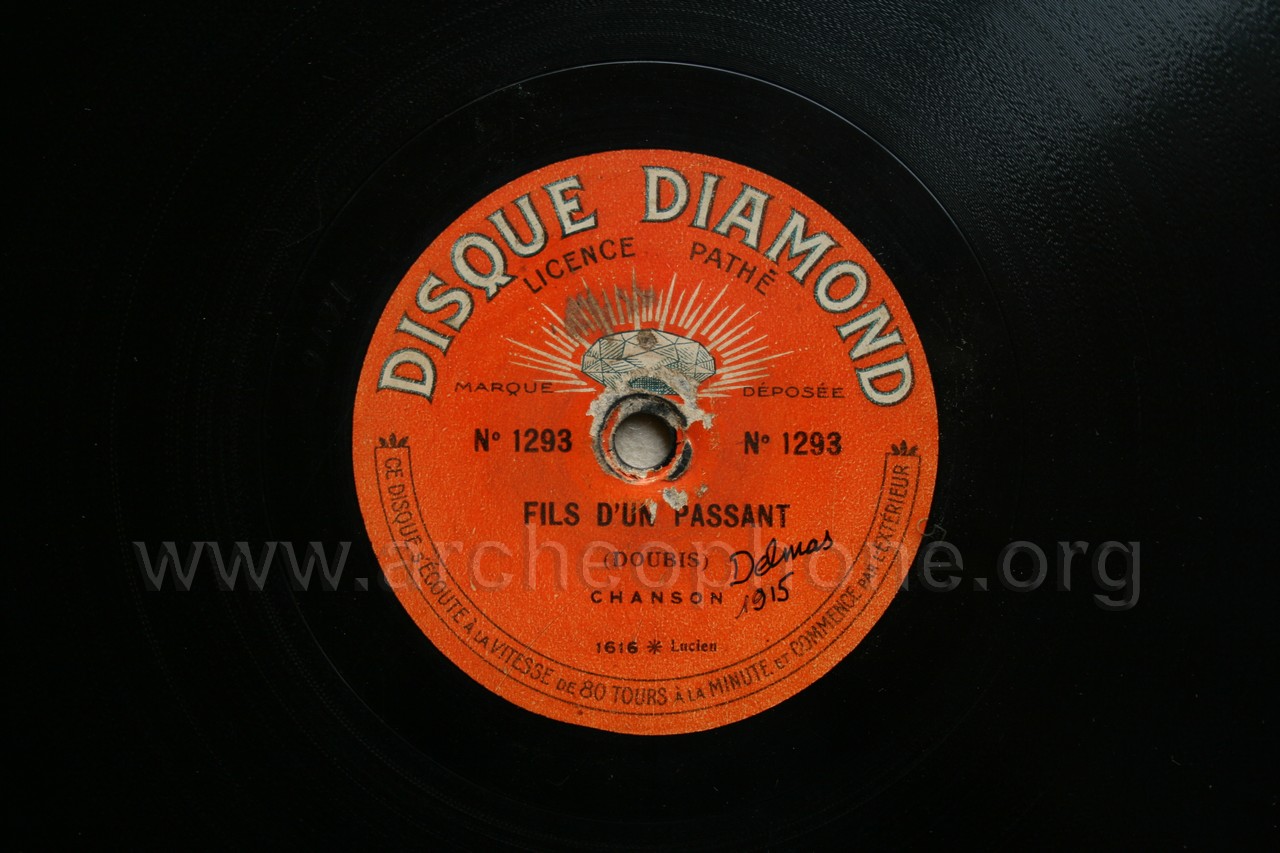 DISQUE DIAMOND
LICENCE PATHÉ
MARQUE DÉPOSÉE
Nº 1293 Nº 1293
FILS D'UN PASSANT
(DOUBIS) Delmas
CHANSON 1915
1616 * Lucien
CE DISQUE S'ÉCOUTE À LA VITESSE DE 80 TOURS À LA MINUTE ET COMMENCE PAR L'EXTÉRIEUR
www.archeophone.org